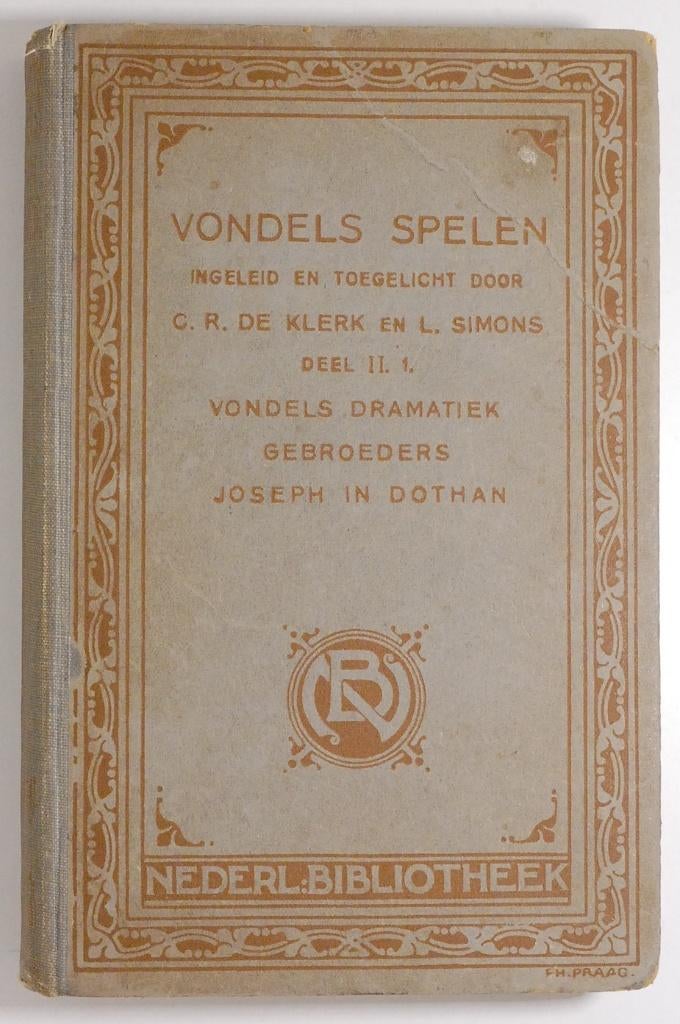 VONDELS SPELEN
INGELEID EN TOEGELICHT DOOR
C. R. DE KLERK EN L. SIMONS
DEEL II. 1.
VONDELS DRAMATIEK
GEBROEDERS
JOSEPH IN DOTHAN
NB
NEDERL: BIBLIOTHEEK
FH. PRAAG.